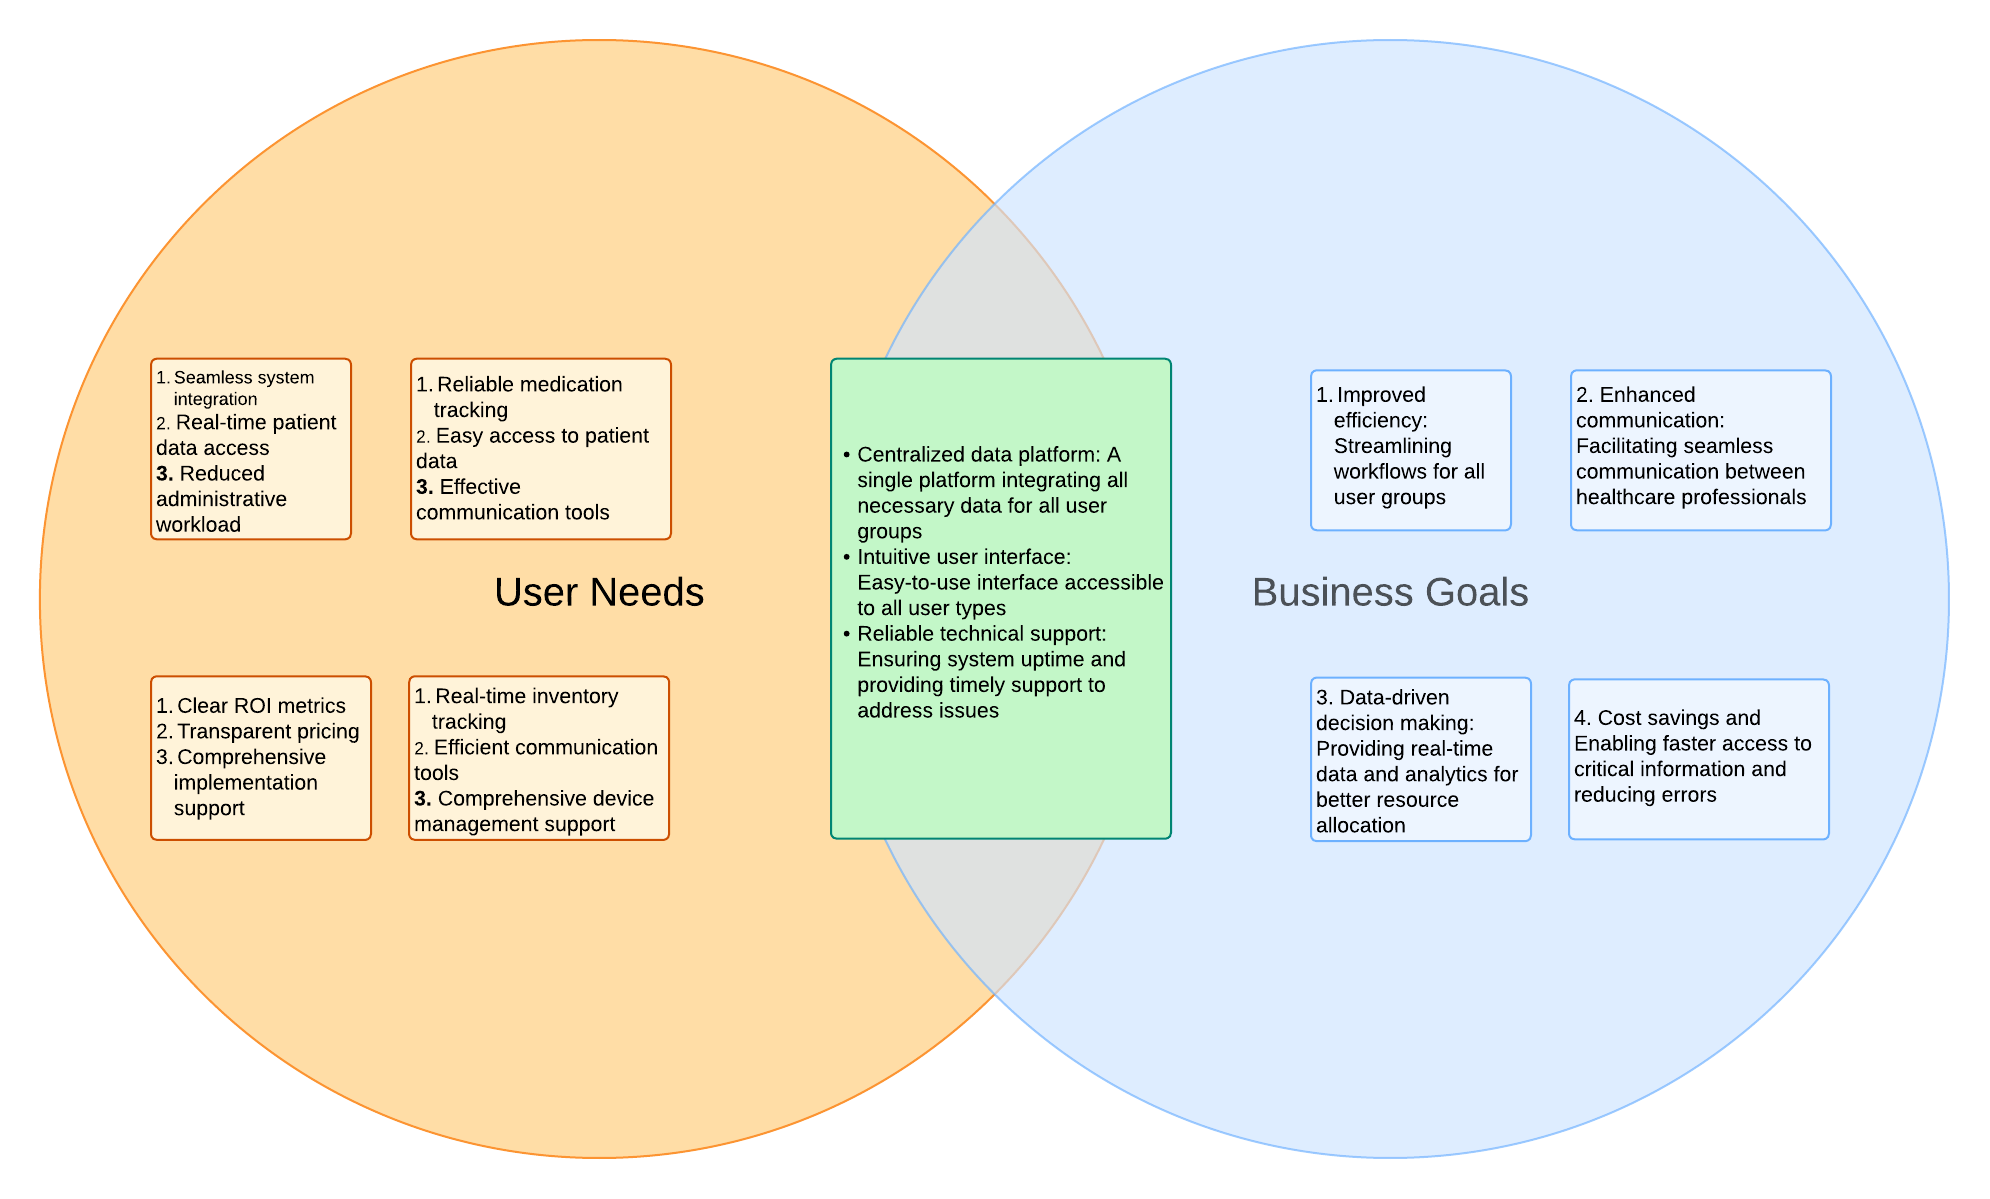 1. Seamless system
integration
2. Real-time patient
data access
3. Reduced
administrative
workload
1. Reliable medication
tracking
2. Easy access to patient
data
3. Effective
communication tools
User Needs
1. Clear ROI metrics
2. Transparent pricing
3. Comprehensive
implementation
support
1. Real-time inventory
tracking
2. Efficient communication
tools
3. Comprehensive device
management support
• Centralized data platform: A
single platform integrating all
necessary data for all user
groups
• Intuitive user interface:
Easy-to-use interface accessible
to all user types
• Reliable technical support:
Ensuring system uptime and
providing timely support to
address issues
1. Improved
efficiency:
Streamlining
workflows for all
user groups
2. Enhanced
communication:
Facilitating seamless
communication between
healthcare professionals
Business Goals
3. Data-driven
decision making:
Providing real-time
data and analytics for
better resource
allocation
4. Cost savings and
Enabling faster access to
critical information and
reducing errors